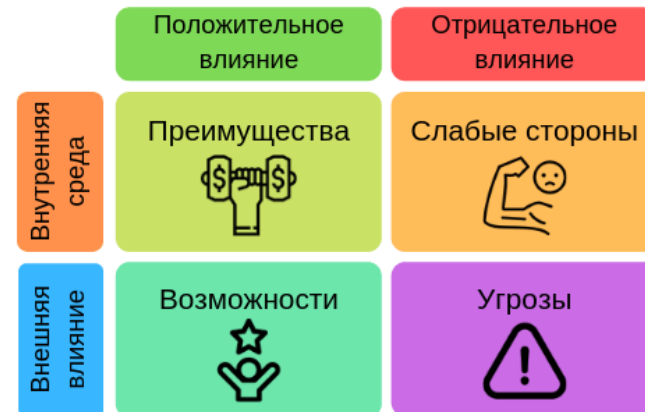 Положительное
влияние
Отрицательное
влияние
Внутренняя
среда
Преимущества
$ $
Слабые стороны
Внешняя
влияние
Возможности
Угрозы
!